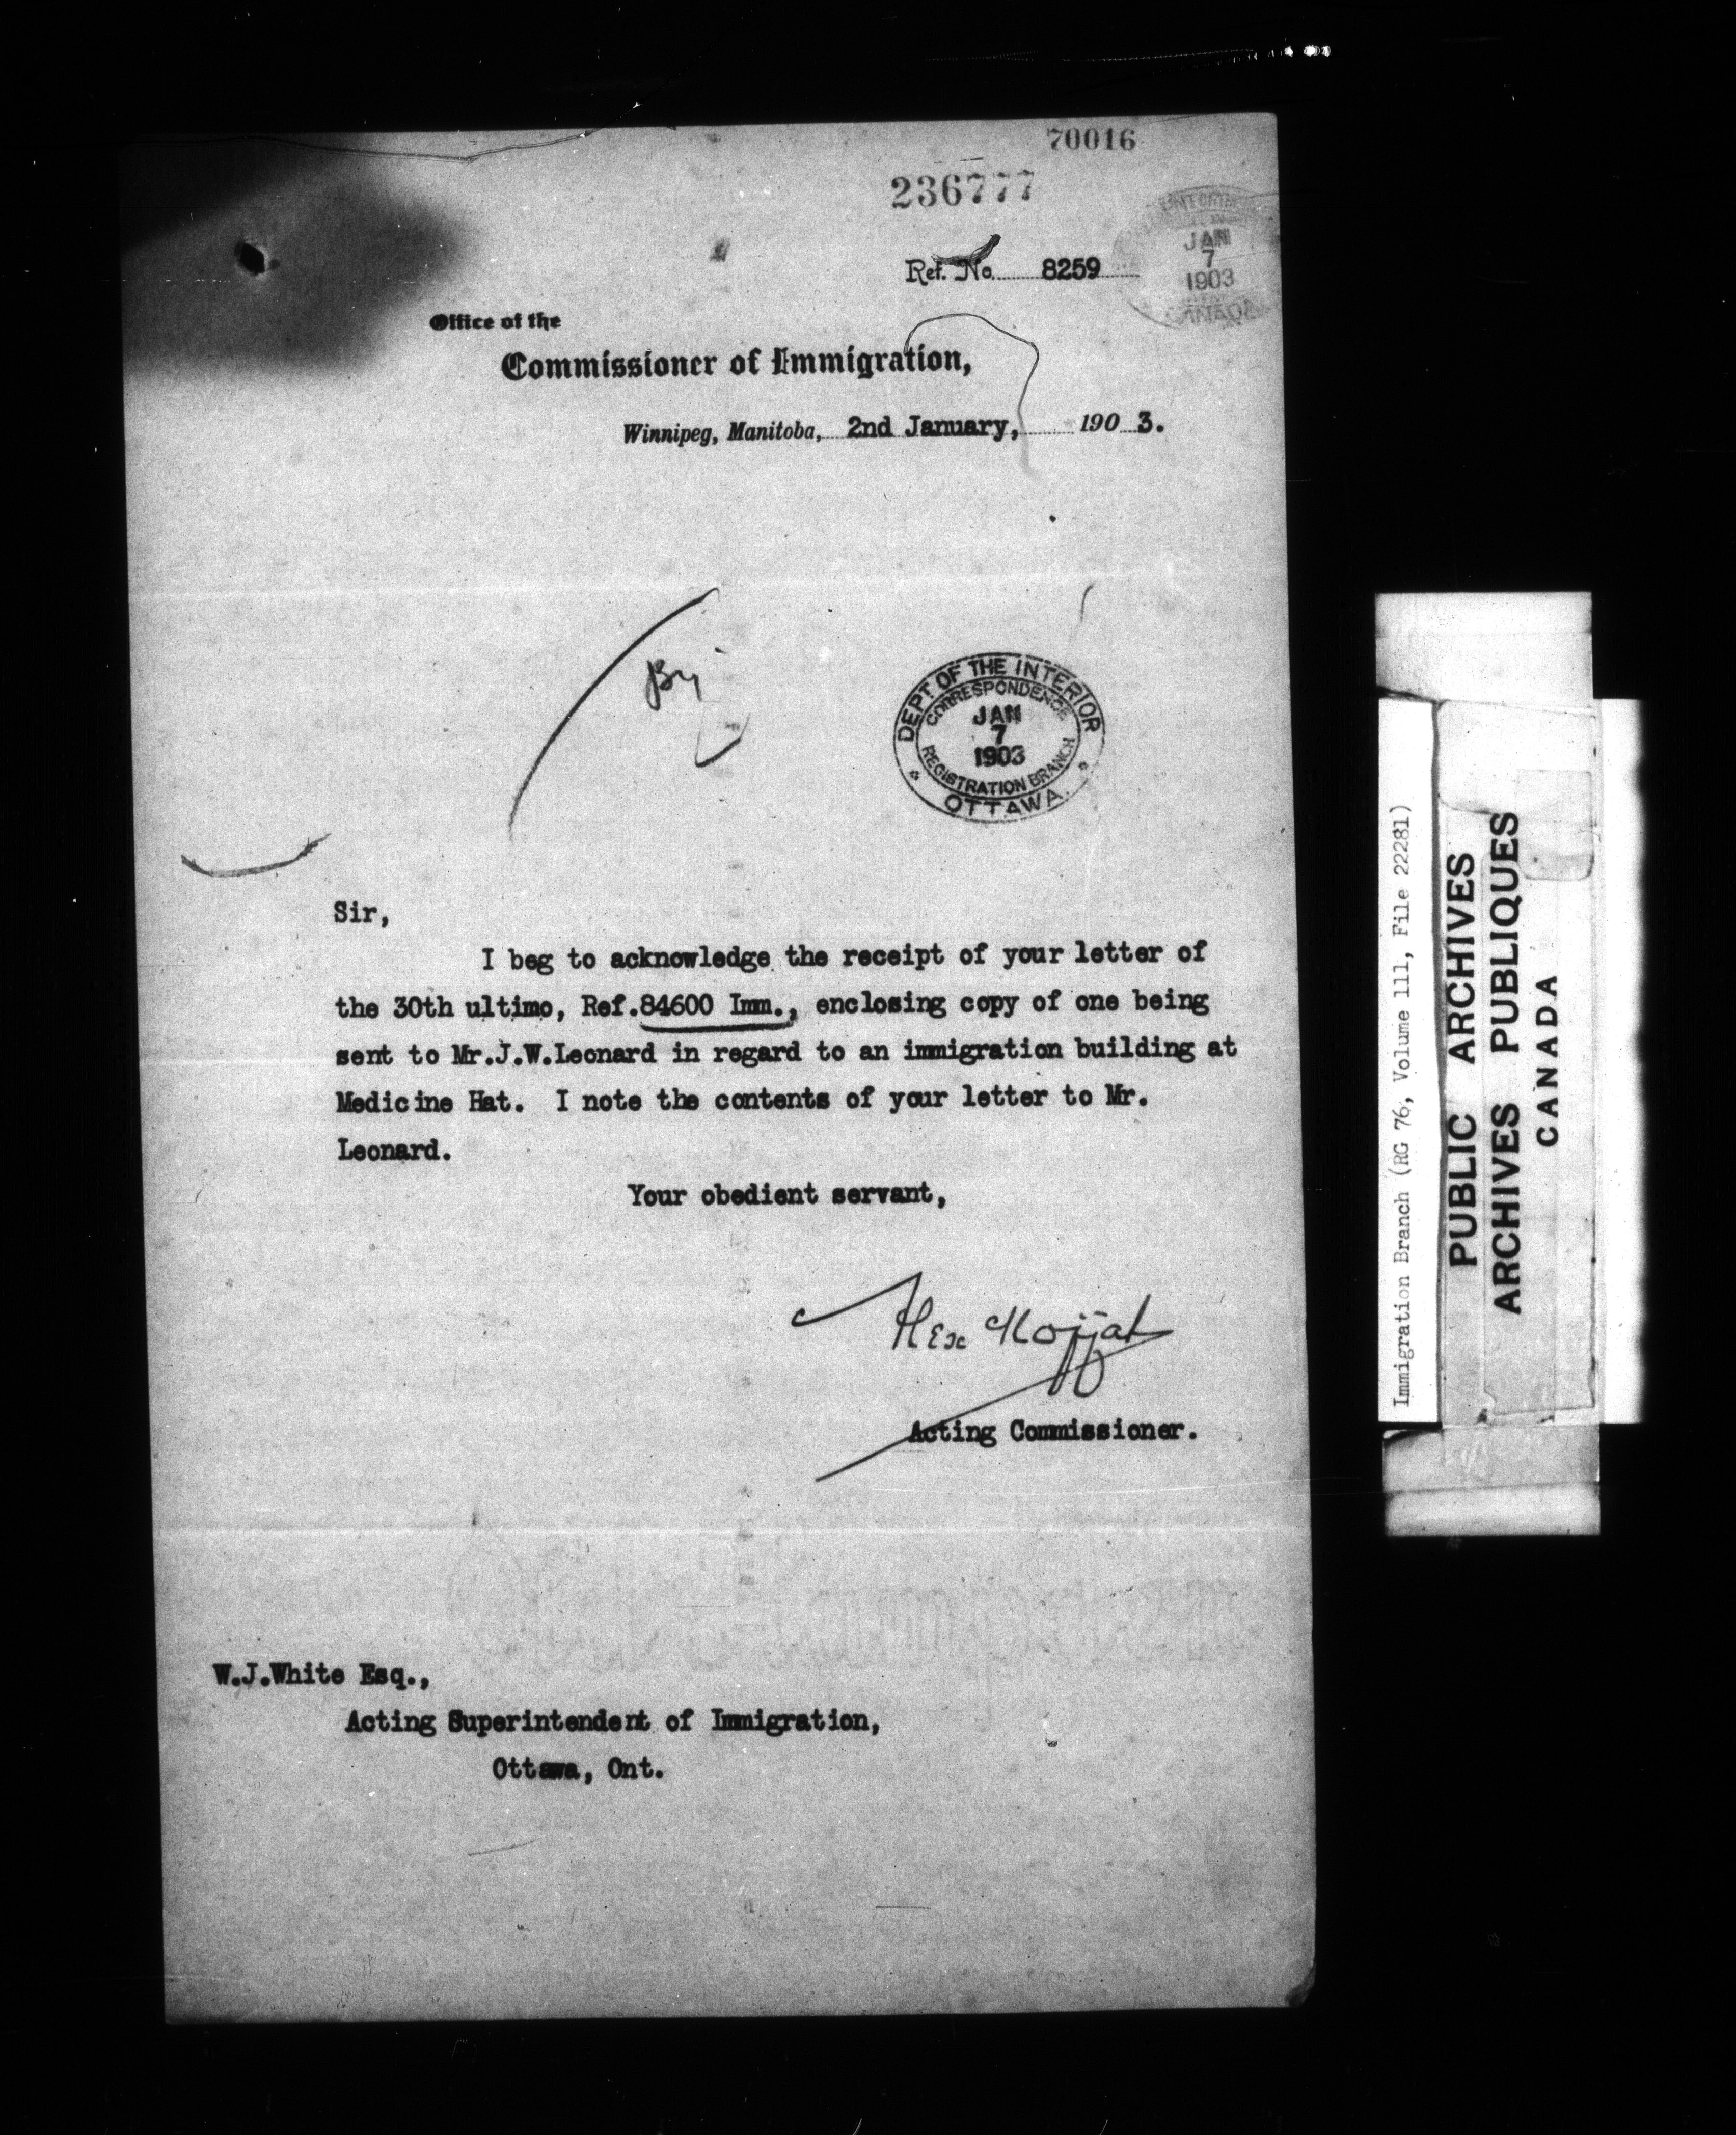 70016
236777
Ref. No. 8259
JAN
7
1903
Office of the
Commissioner of Immigration,
Winnipeg, Manitoba, 2nd January, 1903.
DEPT. OF THE INTERIOR
CORRESPONDENCE
JAN
7
1903
REGISTRATION BRANCH
OTTAWA.
Sir,
I beg to acknowledge the receipt of your letter of
the 30th ultimo, Ref.84600 Imm., enclosing copy of one being
sent to Mr.J.W.Leonard in regard to an immigration building at
Medicine Hat. I note the contents of your letter to Mr.
Leonard.
Your obedient servant,
Alex Moffat
Acting Commissioner.
W.J.White Esq.,
Acting Superintendent of Immigration,
Ottawa, Ont.
Immigration Branch (RG 76, Volume 111, File 22281)
PUBLIC ARCHIVES
ARCHIVES PUBLIQUES
CANADA